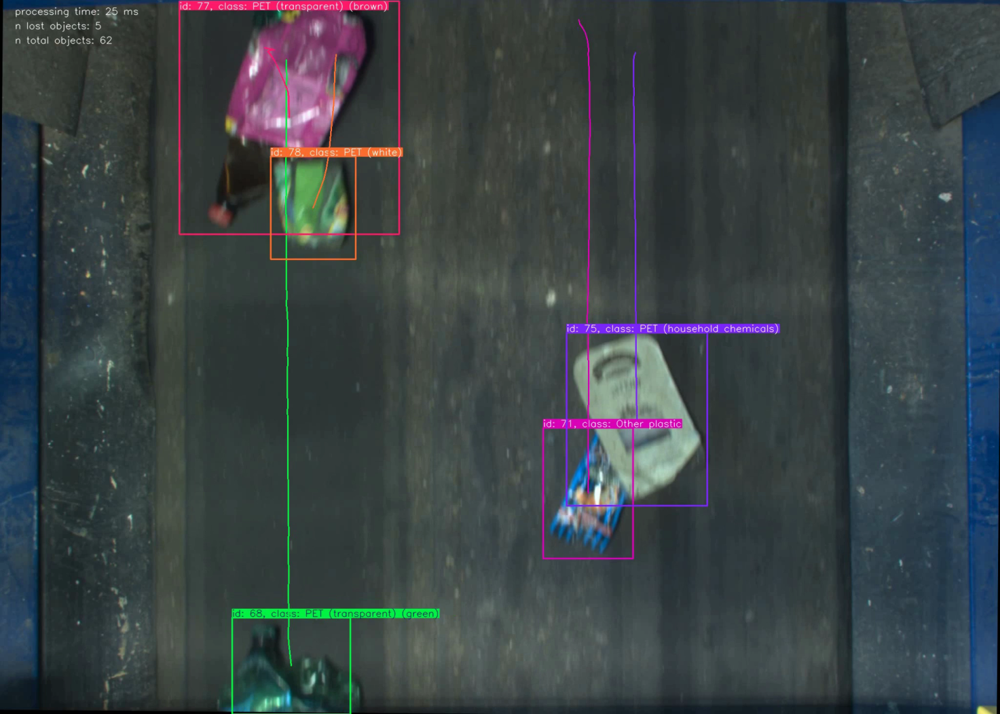 processing time: 25 ms
n lost objects: 5
n total objects: 62
id: 77, class: PET (transparent) (brown)
id: 78, class: PET (white)
id: 75, class: PET (household chemicals)
id: 71, class: Other plastic
id: 68, class: PET (transparent) (green)